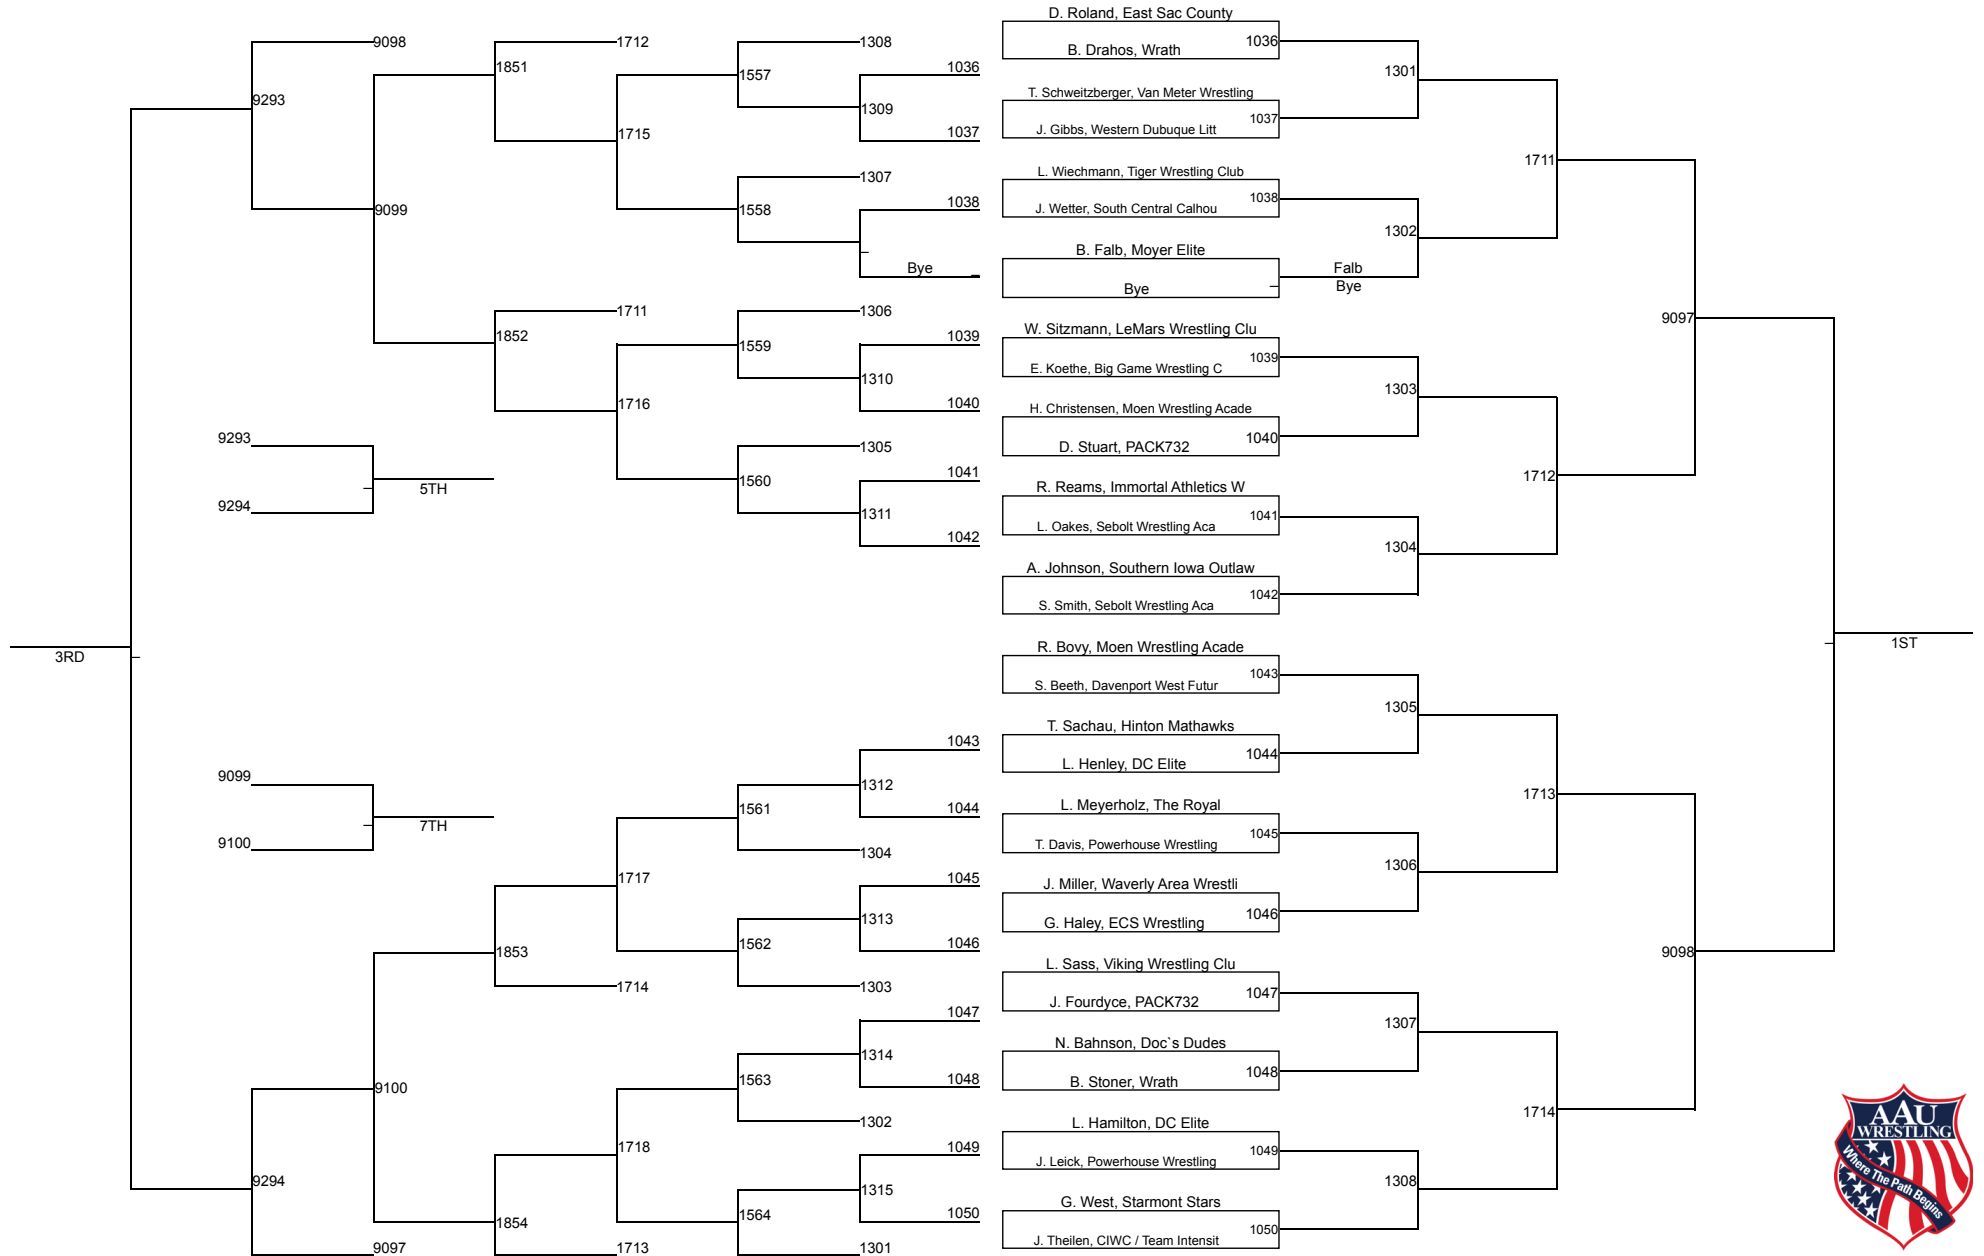 D. Roland, East Sac County
9098
1712
1308
1036
B. Drahos, Wrath
1036
1851
1557
1301
T. Schweitzberger, Van Meter Wrestling
9293
1309
1037
1715
1037
J. Gibbs, Western Dubuque Litt
1711
L. Wiechmann, Tiger Wrestling Club
1307
1038
1038
9099
1558
J. Wetter, South Central Calhou
1302
B. Falb, Moyer Elite
Bye
Falb
Bye
Bye
1711
1306
9097
W. Sitzmann, LeMars Wrestling Clu
1852
1559
1039
1039
E. Koethe, Big Game Wrestling C
1310
1303
1716
1040
H. Christensen, Moen Wrestling Acade
9293
1305
D. Stuart, PACK732
1040
1041
1712
5TH
1560
R. Reams, Immortal Athletics W
9294
1311
1041
L. Oakes, Sebolt Wrestling Aca
1042
1304
A. Johnson, Southern Iowa Outlaw
1042
S. Smith, Sebolt Wrestling Aca
3RD
R. Bovy, Moen Wrestling Acade
1ST
1043
S. Beeth, Davenport West Futur
1305
T. Sachau, Hinton Mathawks
1043
1044
L. Henley, DC Elite
9099
1312
1713
1561
1044
L. Meyerholz, The Royal
7TH
1045
T. Davis, Powerhouse Wrestling
9100
1304
1306
1717
1045
J. Miller, Waverly Area Wrestli
1313
1046
G. Haley, ECS Wrestling
1562
1046
1853
9098
L. Sass, Viking Wrestling Clu
1714
1303
1047
J. Fourdyce, PACK732
1047
1307
N. Bahnson, Doc`s Dudes
1314
1563
1048
1048
B. Stoner, Wrath
9100
1714
1302
L. Hamilton, DC Elite
1718
1049
1049
J. Leick, Powerhouse Wrestling
9294
1315
1308
G. West, Starmont Stars
1564
1050
1854
1050
J. Theilen, CIWC / Team Intensit
9097
1713
1301
AAU
WRESTLING
Where The Path Begins